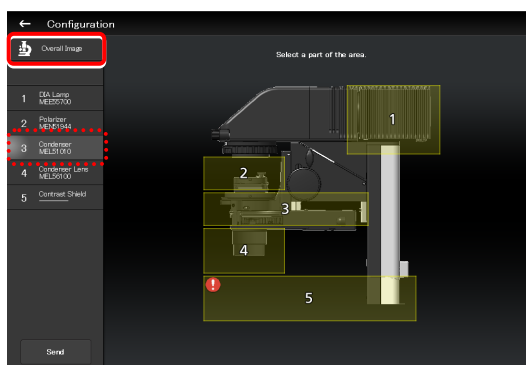 ← Configuration
Overall Image
Select a part of the area.
1 DIA Lamp
MEE55700
2 Polarizer
MEN51944
3 Condenser
MEL51010
4 Condenser Lens
MEL56100
5 Contrast Shield
1
2
3
4
!
5
Send